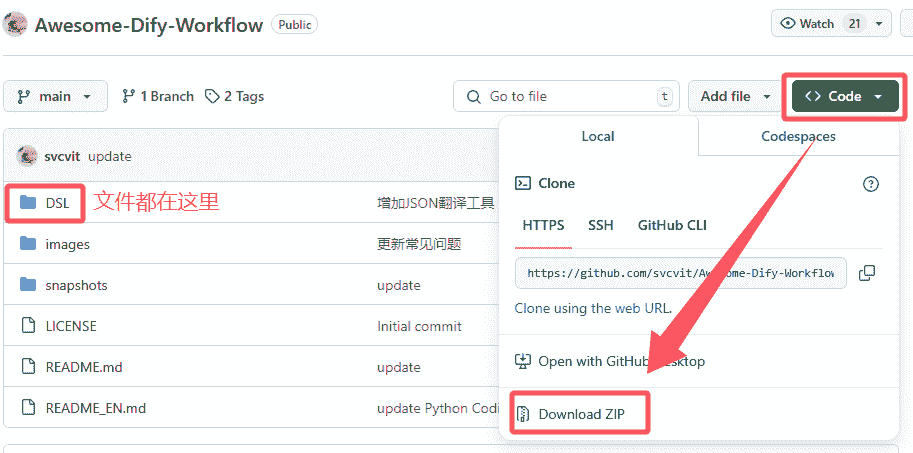 Awesome-Dify-Workflow Public
Watch 21
main
1 Branch
2 Tags
Go to file t
Add file
Code
Local
Codespaces
svcvit update
DSL 文件都在这里 增加JSON翻译工具
images 更新常见问题
snapshots update
LICENSE Initial commit
README.md update
README_EN.md update Python Codi
Clone
HTTPS SSH GitHub CLI
https://github.com/svcvit/Awesome-Dify-Workflow
Clone using the web URL.
Open with GitHub Desktop
Download ZIP